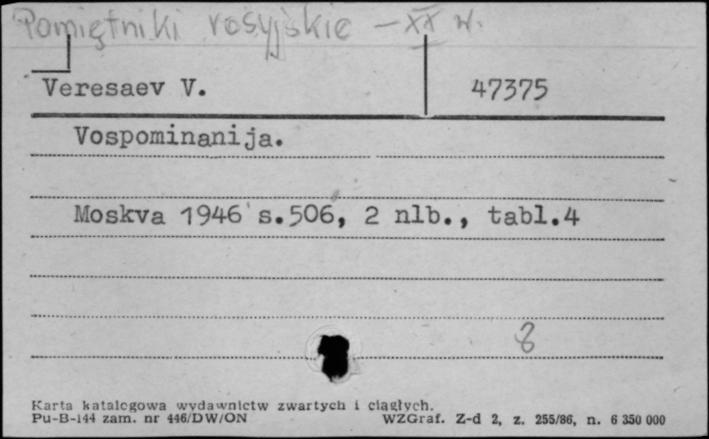 Pamiętniki rosyjskie – XX w.
Veresaev V. 47375
Vospominanija.
Moskva 1946 s.506, 2 nlb., tabl.4
8
Karta katalogowa wydawnictw zwartych i ciągłych.
Pu-B-144 zam. nr 446/DW/ON WZGraf. Z-d 2, z. 255/86, n. 6 350 000